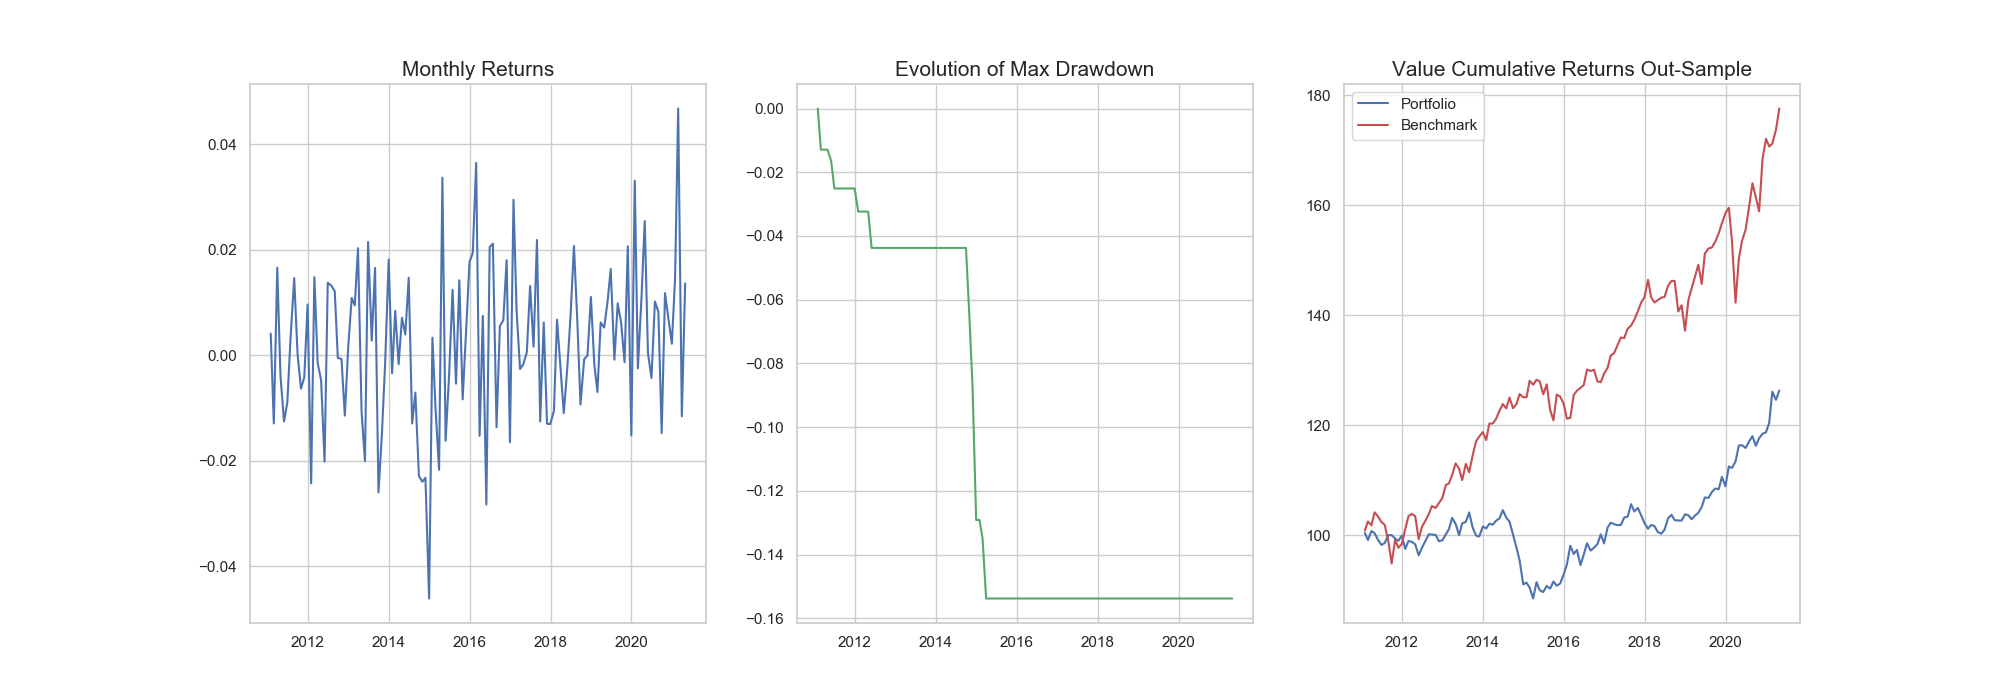 Monthly Returns
0.04
0.02
0.00
−0.02
−0.04
2012 2014 2016 2018 2020
Evolution of Max Drawdown
0.00
−0.02
−0.04
−0.06
−0.08
−0.10
−0.12
−0.14
−0.16
2012 2014 2016 2018 2020
Value Cumulative Returns Out-Sample
Portfolio
Benchmark
180
160
140
120
100
2012 2014 2016 2018 2020